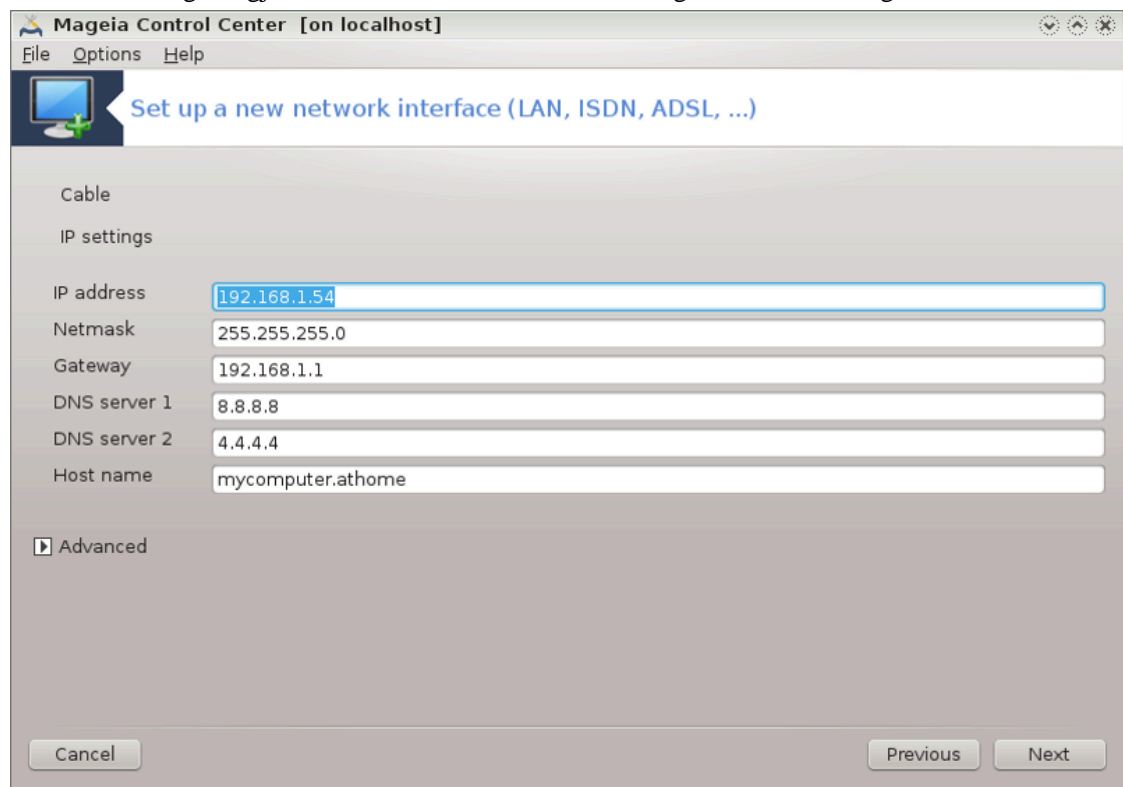 Mageia Control Center  [on localhost]
File Options Help
Set up a new network interface (LAN, ISDN, ADSL, ...)
Cable
IP settings
IP address 192.168.1.54
Netmask 255.255.255.0
Gateway 192.168.1.1
DNS server 1 8.8.8.8
DNS server 2 4.4.4.4
Host name mycomputer.athome
Advanced
Cancel Previous Next